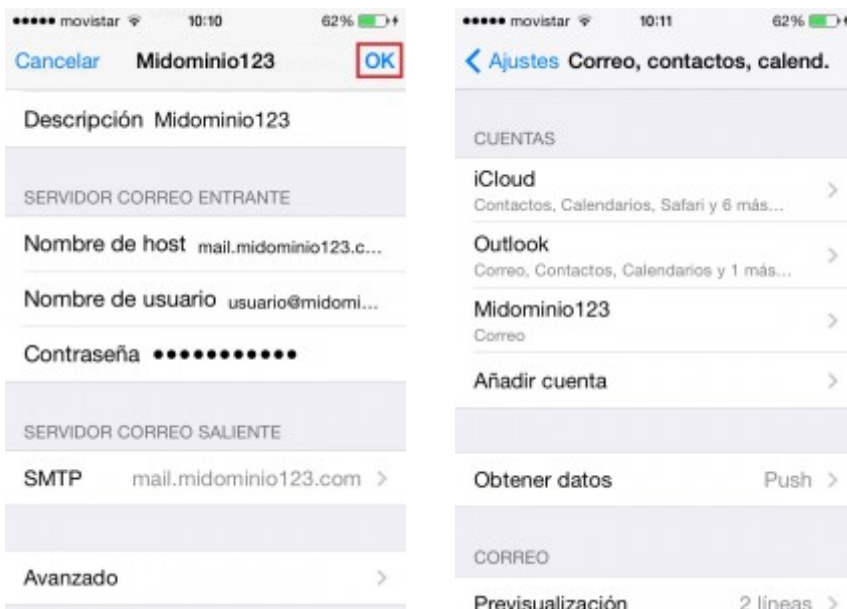 movistar 10:10 62%
Cancelar Midominio123 OK
Descripción Midominio123
SERVIDOR CORREO ENTRANTE
Nombre de host mail.midominio123.c...
Nombre de usuario usuario@midomi...
Contraseña ●●●●●●●●●●●
SERVIDOR CORREO SALIENTE
SMTP mail.midominio123.com
Avanzado
movistar 10:11 62%
Ajustes Correo, contactos, calend.
CUENTAS
iCloud
Contactos, Calendarios, Safari y 6 más...
Outlook
Correo, Contactos, Calendarios y 1 más...
Midominio123
Correo
Añadir cuenta
Obtener datos Push
CORREO
Previsualización 2 líneas